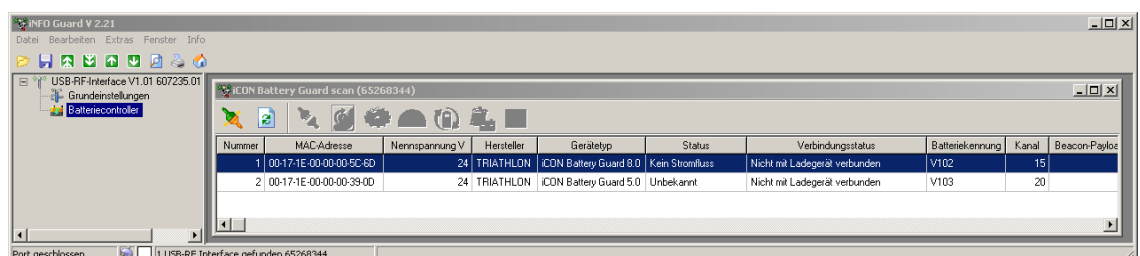 iNFO Guard V 2.21
Datei Bearbeiten Extras Fenster Info
USB-RF-Interface V1.01 607235.01
Grundeinstellungen
Batteriecontroller
iCON Battery Guard scan (65268344)
Nummer MAC-Adresse Nennspannung V Hersteller Gerätetyp Status Verbindungsstatus Batteriekennung Kanal Beacon-Payloa
1 00-17-1E-00-00-00-5C-6D 24 TRIATHLON iCON Battery Guard 8.0 Kein Stromfluss Nicht mit Ladegerät verbunden V102 15
2 00-17-1E-00-00-00-39-0D 24 TRIATHLON iCON Battery Guard 5.0 Unbekannt Nicht mit Ladegerät verbunden V103 20
Port geschlossen 1 USB-RF Interface gefunden 65268344